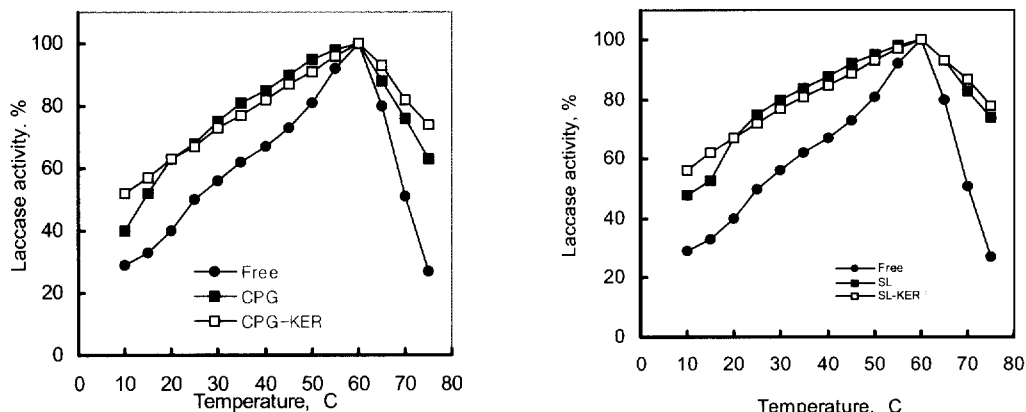 Laccase activity. %
100
80
60
40
20
0
Free
CPG
CPG-KER
0 10 20 30 40 50 60 70 80
Temperature, C
Laccase activity, %
100
80
60
40
20
0
Free
SL
SL-KER
0 10 20 30 40 50 60 70 80
Temperature, C